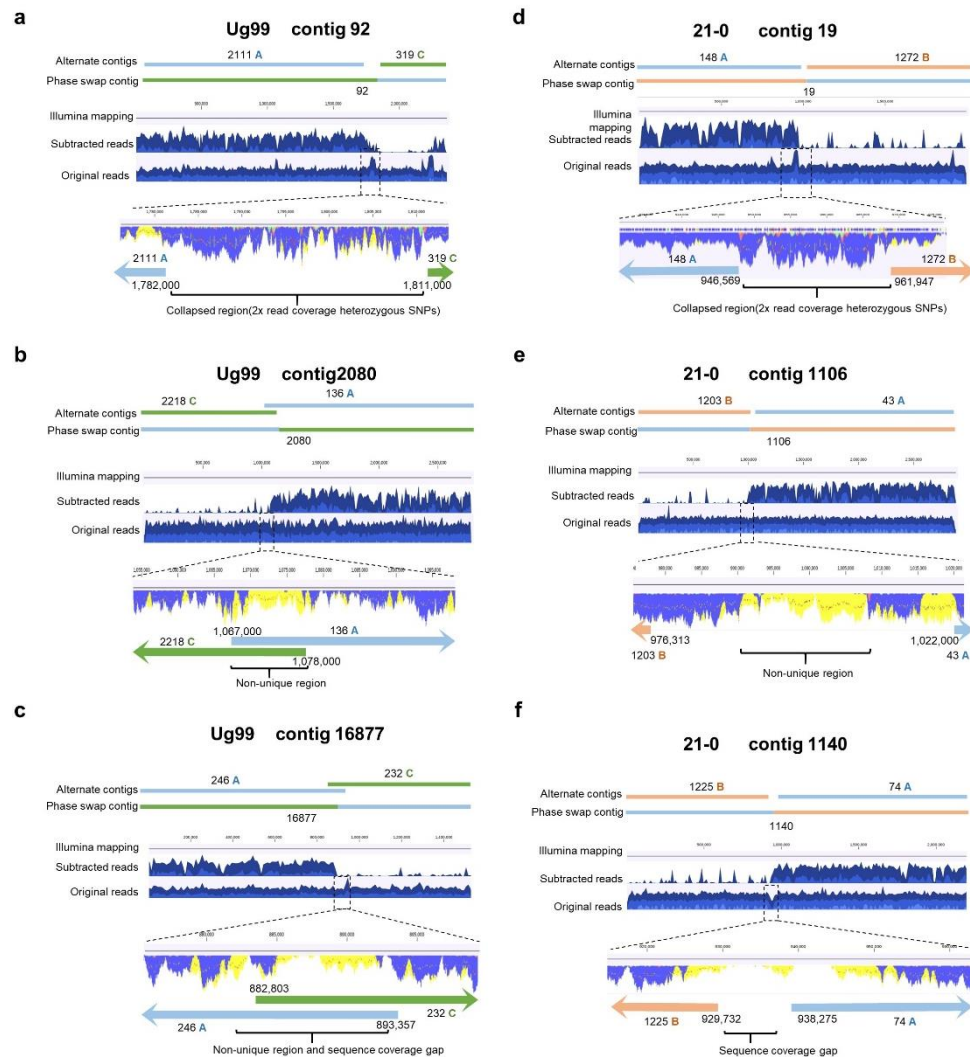 a
Ug99 contig 92
2111 A 319 C
Alternate contigs
Phase swap contig
92
Illumina mapping
Subtracted reads
Original reads
2111 A 319 C
1,782,000 1,811,000
Collapsed region(2x read coverage heterozygous SNPs)
b
Ug99 contig2080
136 A
2218 C
Alternate contigs
Phase swap contig
2080
Illumina mapping
Subtracted reads
Original reads
1,067,000 136 A
2218 C
1,078,000
Non-unique region
c
Ug99 contig 16877
246 A 232 C
Alternate contigs
Phase swap contig
16877
Illumina mapping
Subtracted reads
Original reads
882,803
246 A 893,357 232 C
Non-unique region and sequence coverage gap
d
21-0 contig 19
148 A 1272 B
Alternate contigs
Phase swap contig
19
Illumina
mapping
Subtracted reads
Original reads
148 A 1272 B
946,569 961,947
Collapsed region(2x read coverage heterozygous SNPs)
e
21-0 contig 1106
1203 B 43 A
Alternate contigs
Phase swap contig
1106
Illumina mapping
Subtracted reads
Original reads
976,313 1,022,000
1203 B 43 A
Non-unique region
f
21-0 contig 1140
1225 B 74 A
Alternate contigs
Phase swap contig
1140
Illumina mapping
Subtracted reads
Original reads
1225 B 929,732 938,275 74 A
Sequence coverage gap